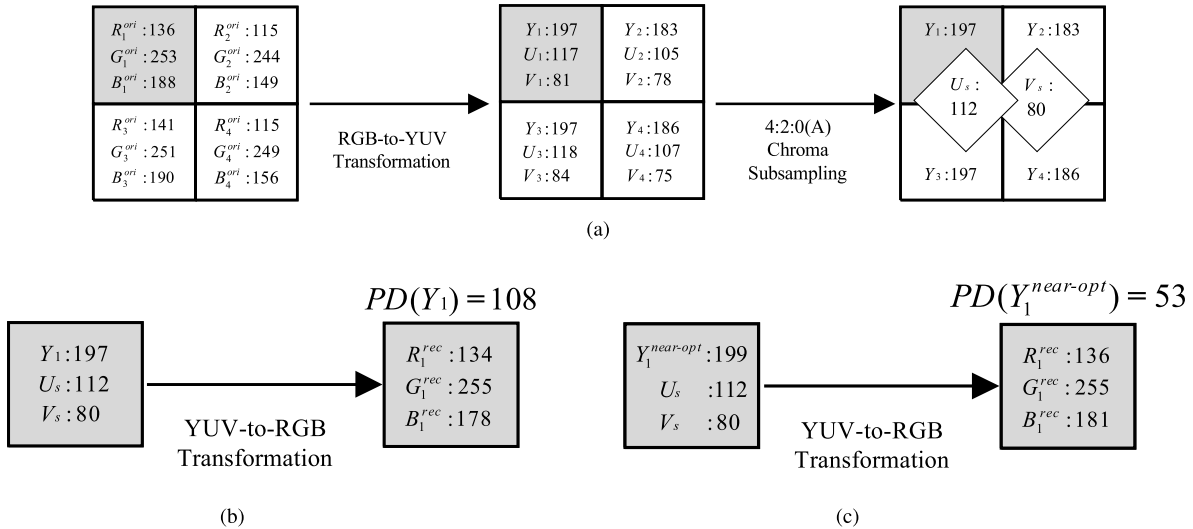 R₁ᵒʳⁱ :136
G₁ᵒʳⁱ :253
B₁ᵒʳⁱ :188
R₂ᵒʳⁱ :115
G₂ᵒʳⁱ :244
B₂ᵒʳⁱ :149
R₃ᵒʳⁱ :141
G₃ᵒʳⁱ :251
B₃ᵒʳⁱ :190
R₄ᵒʳⁱ :115
G₄ᵒʳⁱ :249
B₄ᵒʳⁱ :156
RGB-to-YUV
Transformation
Y₁:197
U₁:117
V₁:81
Y₂:183
U₂:105
V₂:78
Y₃:197
U₃:118
V₃:84
Y₄:186
U₄:107
V₄:75
4:2:0(A)
Chroma
Subsampling
Y₁:197
Y₂:183
Uₛ:
112
Vₛ:
80
Y₃:197
Y₄:186
(a)
Y₁:197
Uₛ:112
Vₛ:80
YUV-to-RGB
Transformation
PD(Y₁) = 108
R₁ʳᵉᶜ :134
G₁ʳᵉᶜ :255
B₁ʳᵉᶜ :178
(b)
Y₁ⁿᵉᵃʳ⁻ᵒᵖᵗ :199
Uₛ :112
Vₛ :80
YUV-to-RGB
Transformation
PD(Y₁ⁿᵉᵃʳ⁻ᵒᵖᵗ) = 53
R₁ʳᵉᶜ :136
G₁ʳᵉᶜ :255
B₁ʳᵉᶜ :181
(c)